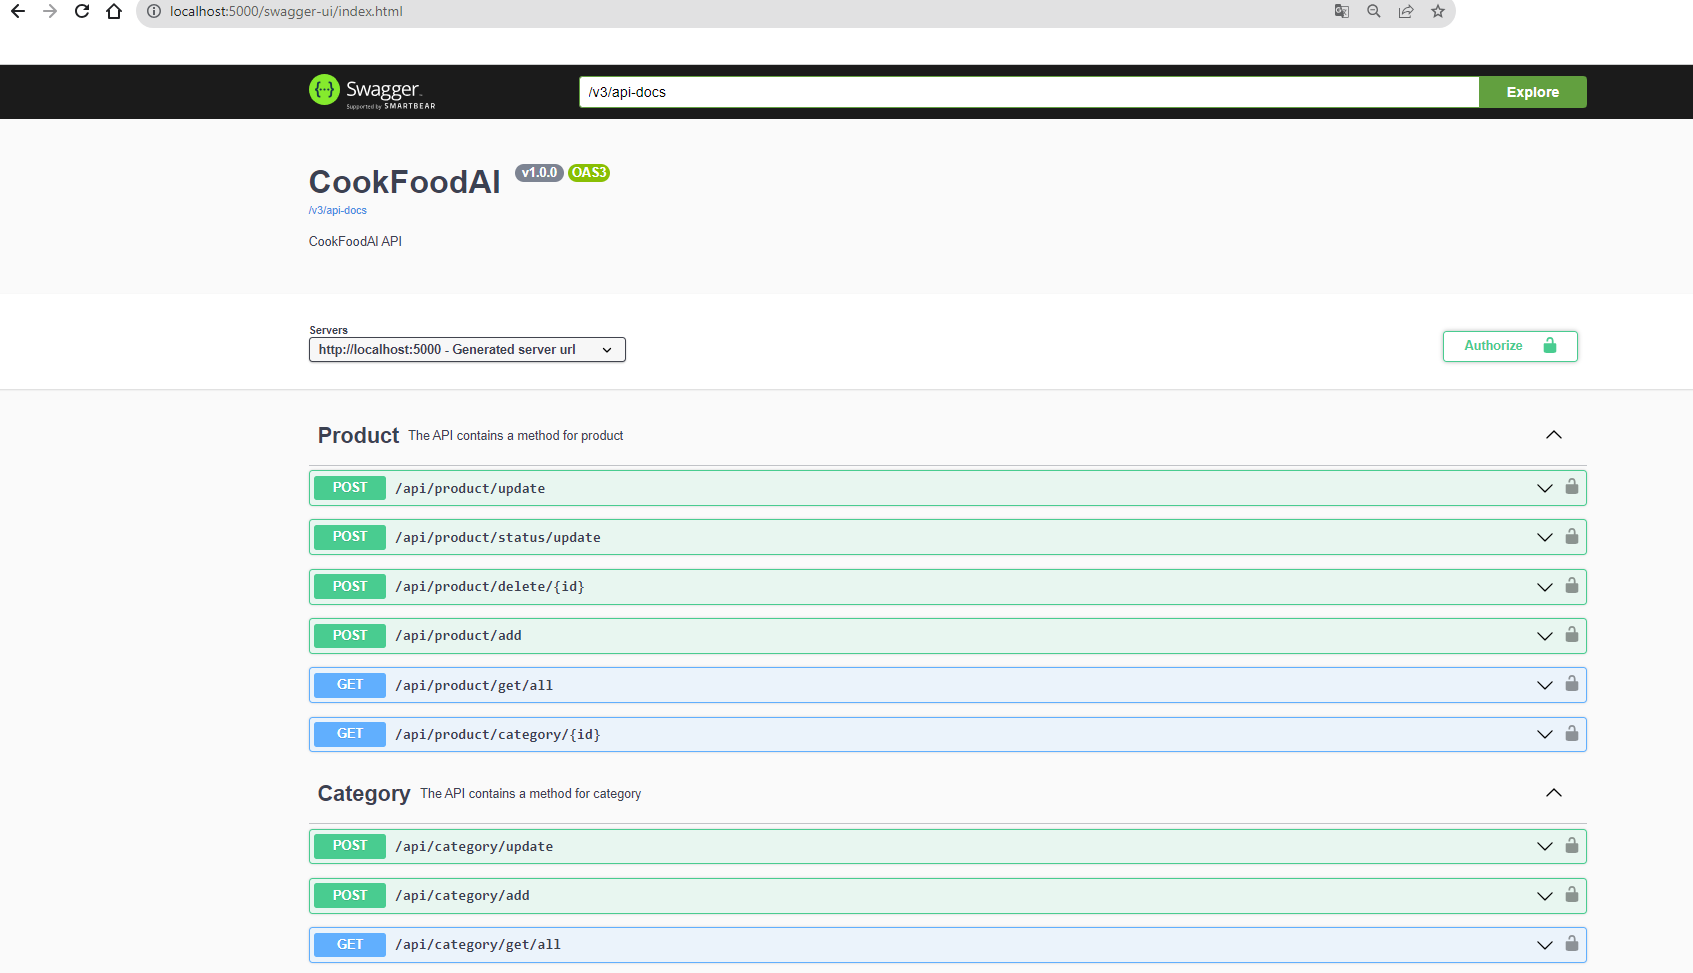 localhost:5000/swagger-ui/index.html
{··} Swagger
Supported by SMARTBEAR
/v3/api-docs
Explore
CookFoodAI v1.0.0 OAS3
/v3/api-docs
CookFoodAI API
Servers
http://localhost:5000 - Generated server url
Authorize
Product The API contains a method for product
POST /api/product/update
POST /api/product/status/update
POST /api/product/delete/{id}
POST /api/product/add
GET /api/product/get/all
GET /api/product/category/{id}
Category The API contains a method for category
POST /api/category/update
POST /api/category/add
GET /api/category/get/all